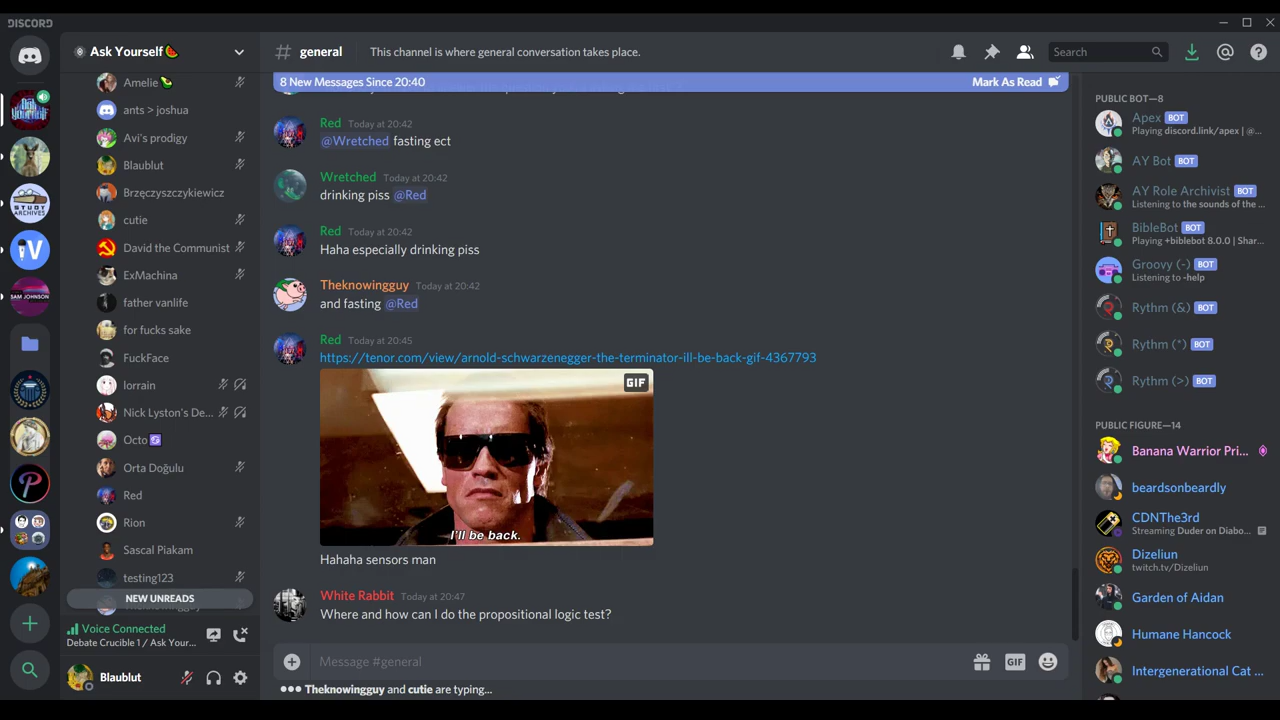 DISCORD
Ask Yourself🍉
general
This channel is where general conversation takes place.
Search
Amelie
ants > joshua
Avi's prodigy
Blaublut
Brzęczyszczykiewicz
cutie
David the Communist
ExMachina
father vanlife
for fucks sake
FuckFace
lorrain
Nick Lyston's De...
Octo
Orta Doğulu
Red
Rion
Sascal Piakam
testing123
NEW UNREADS
Voice Connected
Debate Crucible 1 / Ask Your...
Blaublut
SAM JOHNSON
8 New Messages Since 20:40
Mark As Read
Red Today at 20:42
@Wretched fasting ect
Wretched Today at 20:42
drinking piss @Red
Red Today at 20:42
Haha especially drinking piss
Theknowingguy Today at 20:42
and fasting @Red
Red Today at 20:45
https://tenor.com/view/arnold-schwarzenegger-the-terminator-ill-be-back-gif-4367793
GIF
I'll be back.
Hahaha sensors man
White Rabbit Today at 20:47
Where and how can I do the propositional logic test?
Message #general
GIF
Theknowingguy and cutie are typing...
PUBLIC BOT—8
Apex BOT
Playing discord.link/apex | @...
AY Bot BOT
AY Role Archivist BOT
Listening to the sounds of the ...
BibleBot BOT
Playing +biblebot 8.0.0 | Shar...
Groovy (-) BOT
Listening to -help
Rythm (&) BOT
Rythm (*) BOT
Rythm (>) BOT
PUBLIC FIGURE—14
Banana Warrior Pri...
beardsonbeardly
CDNThe3rd
Streaming Duder on Diabo...
Dizeliun
twitch.tv/Dizeliun
Garden of Aidan
Humane Hancock
Intergenerational Cat ...